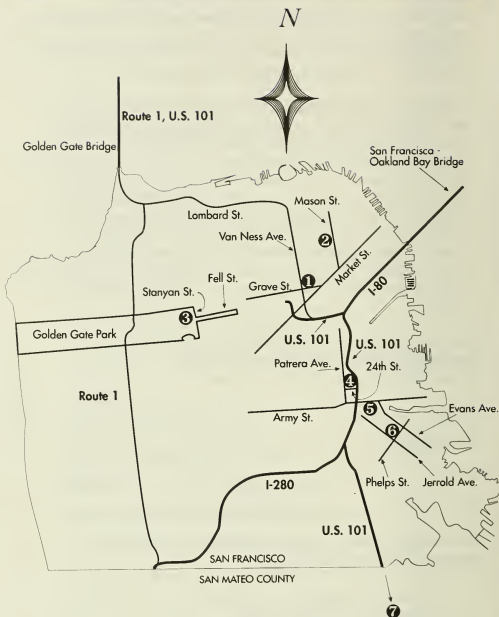 N
Route 1, U.S. 101
Golden Gate Bridge
San Francisca -
Oakland Bay Bridge
Mason St.
Lombard St.
2
Van Ness Ave.
Market St.
1
Grave St.
I-80
Fell St.
Stanyan St.
3
Golden Gate Park
U.S. 101
U.S. 101
Patrera Ave.
24th St.
4
Route 1
5
Evans Ave.
Army St.
6
Phelps St.
Jerrold Ave.
I-280
U.S. 101
SAN FRANCISCO
SAN MATEO COUNTY
7